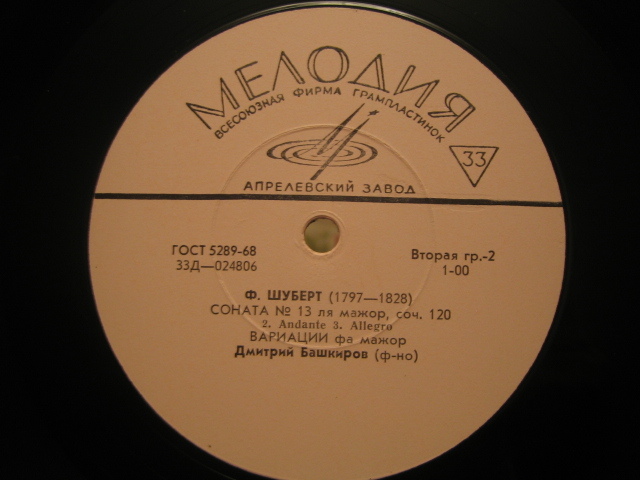 МЕЛОДИЯ
ВСЕСОЮЗНАЯ ФИРМА ГРАМПЛАСТИНОК
33
АПРЕЛЕВСКИЙ ЗАВОД
ГОСТ 5289-68
Вторая гр.-2
33Д—024806
1-00
Ф. ШУБЕРТ (1797—1828)
СОНАТА № 13 ля мажор, соч. 120
2. Andante 3. Allegro
ВАРИАЦИИ фа мажор
Дмитрий Башкиров (ф-но)